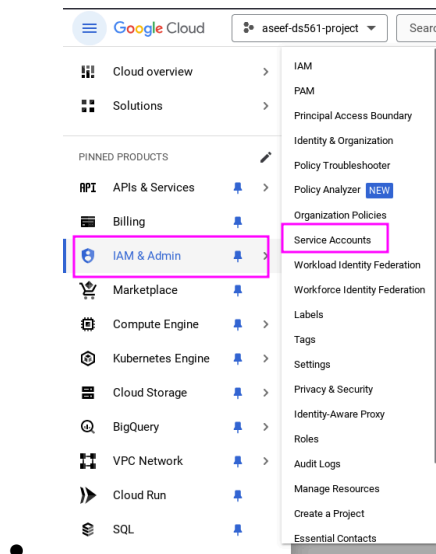 Google Cloud
aseef-ds561-project
Cloud overview
Solutions
PINNED PRODUCTS
API APIs & Services
Billing
IAM & Admin
Marketplace
Compute Engine
Kubernetes Engine
Cloud Storage
BigQuery
VPC Network
Cloud Run
SQL
IAM
PAM
Principal Access Boundary
Identity & Organization
Policy Troubleshooter
Policy Analyzer NEW
Organization Policies
Service Accounts
Workload Identity Federation
Workforce Identity Federation
Labels
Tags
Settings
Privacy & Security
Identity-Aware Proxy
Roles
Audit Logs
Manage Resources
Create a Project
Essential Contacts